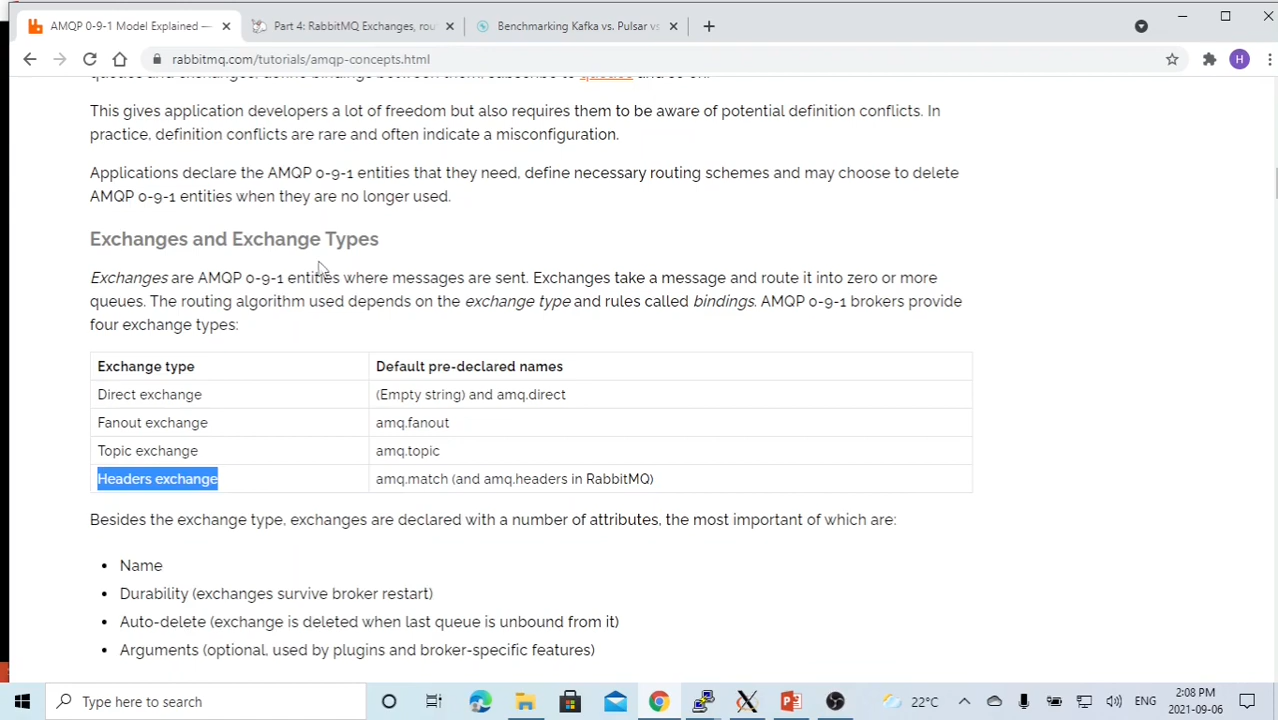 AMQP 0-9-1 Model Explained —
Part 4: RabbitMQ Exchanges, rou
Benchmarking Kafka vs. Pulsar vs
rabbitmq.com/tutorials/amqp-concepts.html
H
This gives application developers a lot of freedom but also requires them to be aware of potential definition conflicts. In
practice, definition conflicts are rare and often indicate a misconfiguration.
Applications declare the AMQP 0-9-1 entities that they need, define necessary routing schemes and may choose to delete
AMQP 0-9-1 entities when they are no longer used.
Exchanges and Exchange Types
Exchanges are AMQP 0-9-1 entities where messages are sent. Exchanges take a message and route it into zero or more
queues. The routing algorithm used depends on the exchange type and rules called bindings. AMQP 0-9-1 brokers provide
four exchange types:
Exchange type Default pre-declared names
Direct exchange (Empty string) and amq.direct
Fanout exchange amq.fanout
Topic exchange amq.topic
Headers exchange amq.match (and amq.headers in RabbitMQ)
Besides the exchange type, exchanges are declared with a number of attributes, the most important of which are:
• Name
• Durability (exchanges survive broker restart)
• Auto-delete (exchange is deleted when last queue is unbound from it)
• Arguments (optional, used by plugins and broker-specific features)
Type here to search
22°C
ENG
2:08 PM
2021-09-06